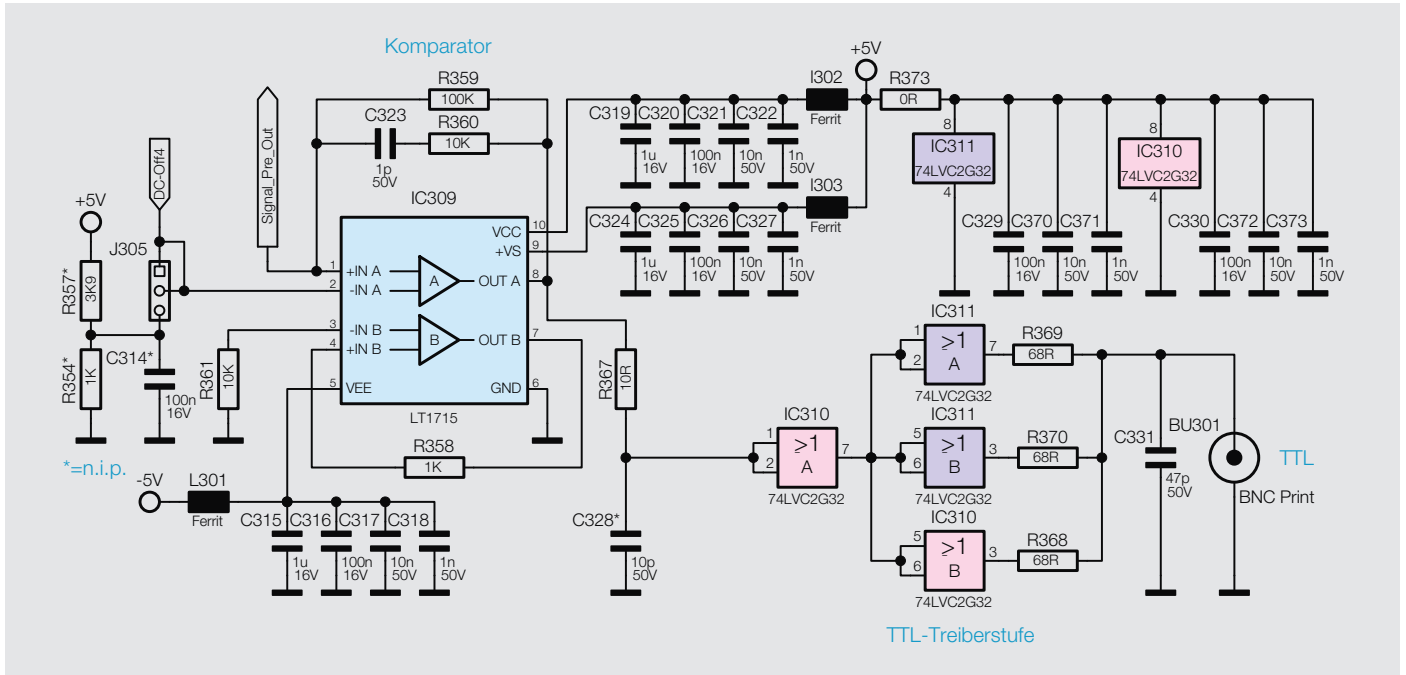 Komparator
+5V
I302
R373
0R
Ferrit
R359
100K
C323
R360
10K
1p
50V
C319
C320
C321
C322
1u
16V
100n
16V
10n
50V
1n
50V
8
IC311
74LVC2G32
4
8
IC310
74LVC2G32
4
DC-Off4
Signal_Pre_Out
+5V
J305
IC309
I303
Ferrit
C324
C325
C326
C327
1u
16V
100n
16V
10n
50V
1n
50V
C329
C370
C371
100n
16V
10n
50V
1n
50V
C330
C372
C373
100n
16V
10n
50V
1n
50V
VCC
10
+VS
9
1
+IN A
A
OUT A
8
2
-IN A
3
-IN B
B
OUT B
7
4
+IN B
5
VEE
GND
6
LT1715
R357*
3K9
R354*
1K
C314*
100n
16V
R361
10K
R358
1K
R367
10R
*=n.i.p.
-5V
L301
Ferrit
C315
C316
C317
C318
1u
16V
100n
16V
10n
50V
1n
50V
C328*
10p
50V
IC310
1
2
≥1
A
7
74LVC2G32
IC311
1
2
≥1
A
7
74LVC2G32
R369
68R
IC311
5
6
≥1
B
3
74LVC2G32
R370
68R
IC310
5
6
≥1
B
3
74LVC2G32
R368
68R
C331
47p
50V
BU301
TTL
BNC Print
TTL-Treiberstufe